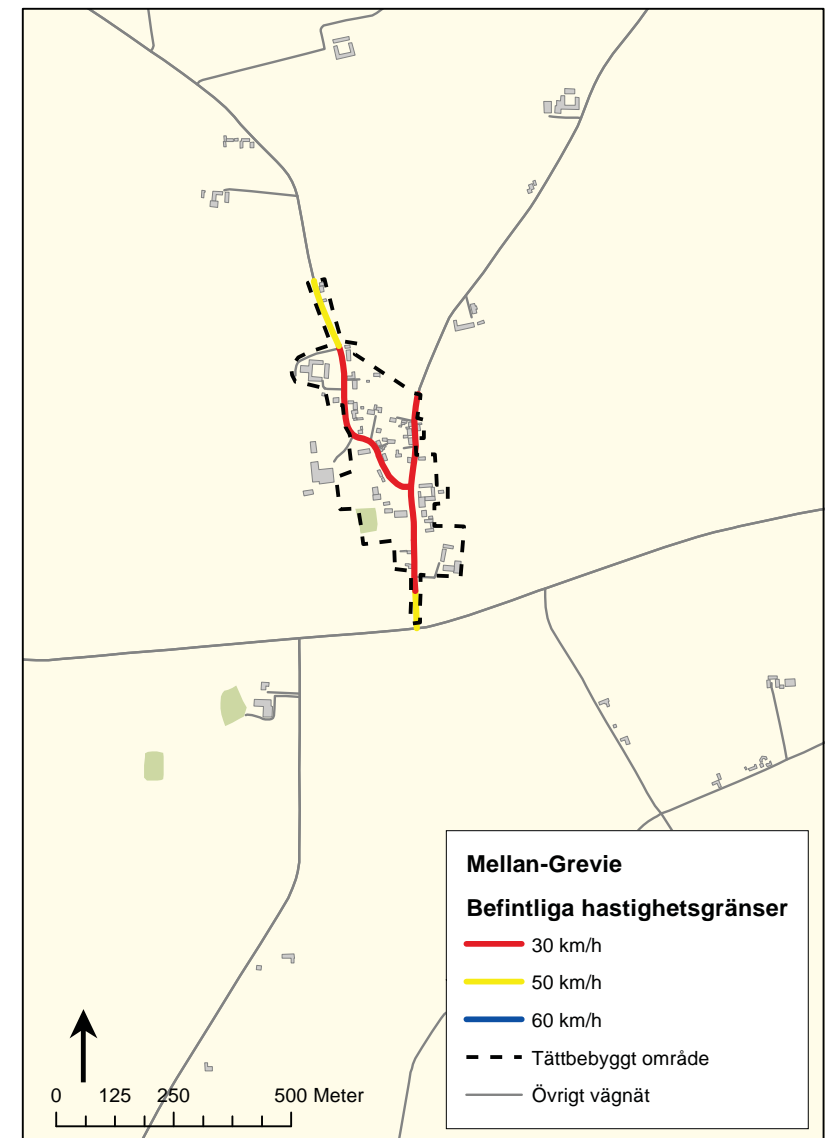 Mellan-Grevie
Befintliga hastighetsgränser
30 km/h
50 km/h
60 km/h
Tättbebyggt område
Övrigt vägnät
0 125 250 500 Meter